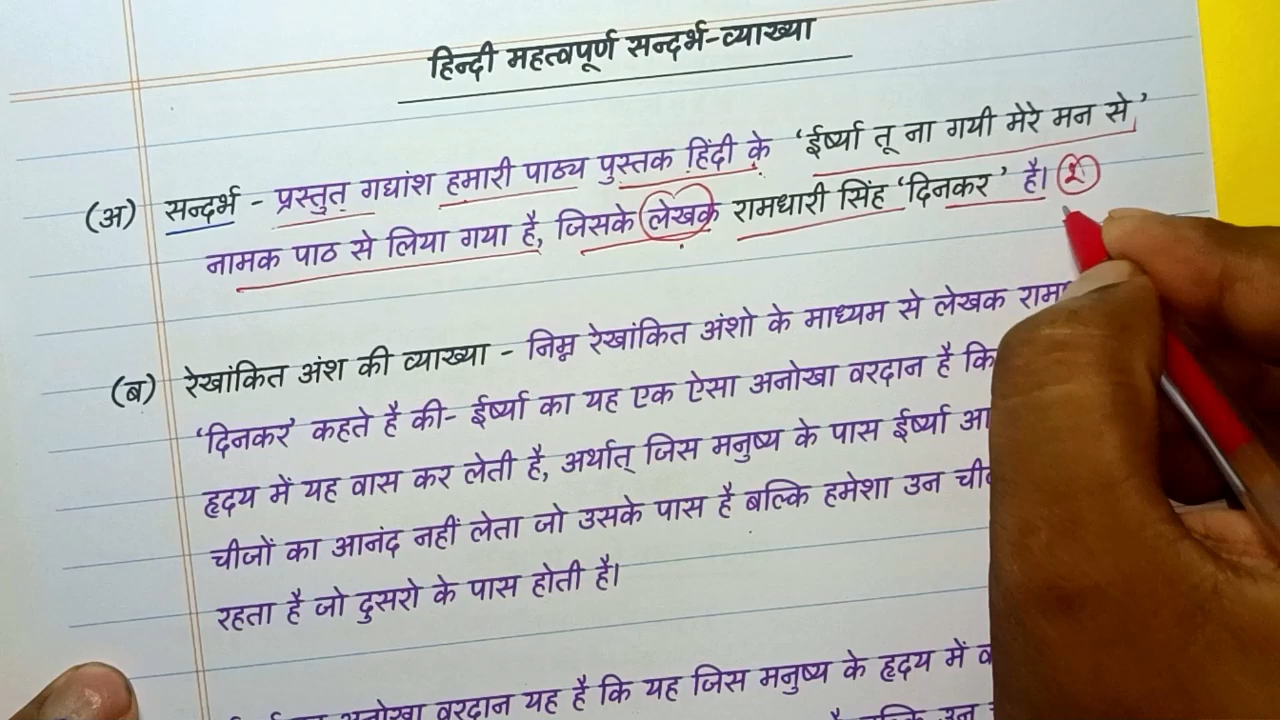 हिन्दी महत्वपूर्ण सन्दर्भ-व्याख्या
(अ) सन्दर्भ - प्रस्तुत गद्यांश हमारी पाठ्य पुस्तक हिंदी के 'ईर्ष्या तू ना गयी मेरे मन से'
नामक पाठ से लिया गया है, जिसके लेखक रामधारी सिंह 'दिनकर' है। २
(ब) रेखांकित अंश की व्याख्या - निम्न रेखांकित अंशो के माध्यम से लेखक
'दिनकर' कहते है की- ईर्ष्या का यह एक ऐसा अनोखा वरदान है कि
हृदय में यह वास कर लेती है, अर्थात् जिस मनुष्य के पास ईर्ष्या
चीजों का आनंद नहीं लेता जो उसके पास है बल्कि हमेशा उन
रहता है जो दुसरो के पास होती है।
अनोखा वरदान यह है कि यह जिस मनुष्य के हृदय में
उन